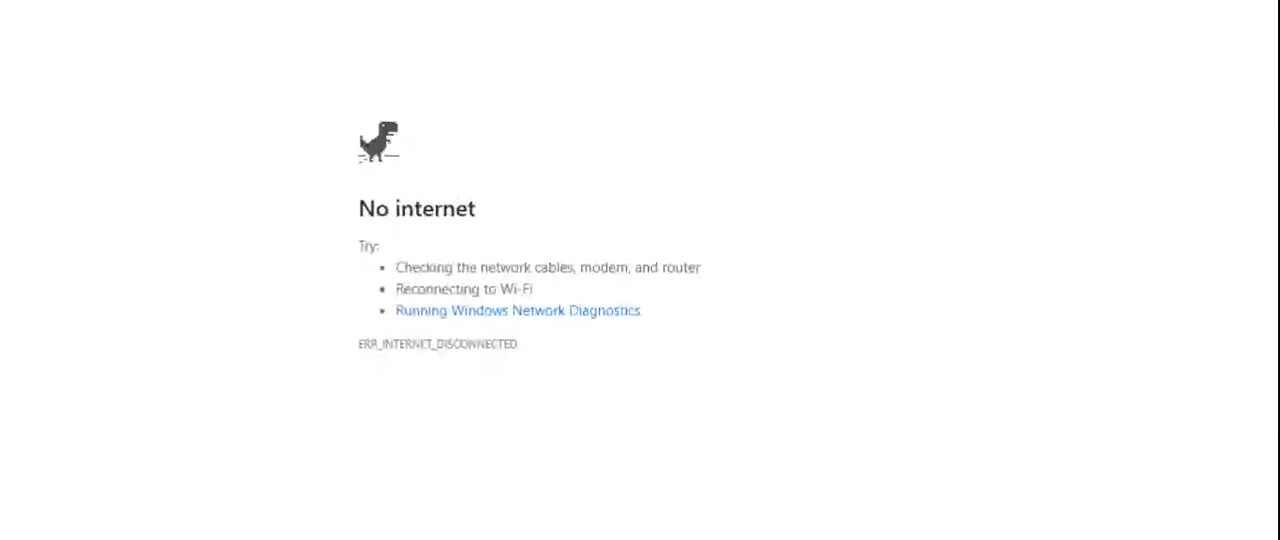 No internet
Try:
• Checking the network cables, modem, and router
• Reconnecting to Wi-Fi
• Running Windows Network Diagnostics
ERR_INTERNET_DISCONNECTED